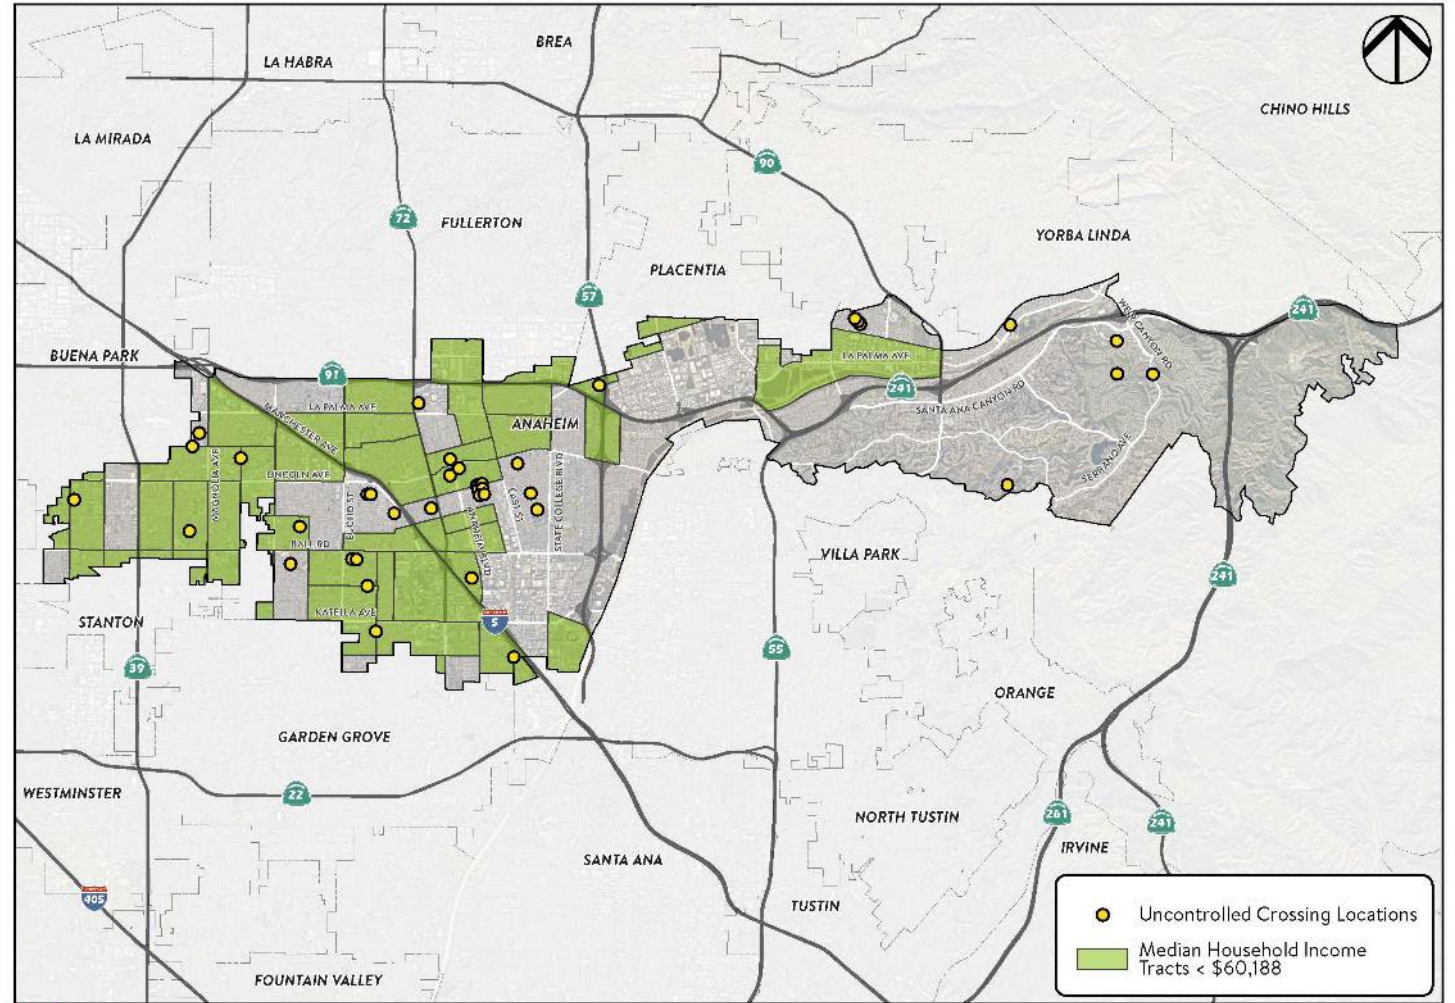 BREA
LA HABRA
CHINO HILLS
LA MIRADA
90
72
FULLERTON
YORBA LINDA
PLACENTIA
57
241
WEIR CANYON RD
BUENA PARK
91
LA PALMA AVE
241
SANTA ANA CANYON RD
LA PALMA AVE
MANCHESTER AVE
ANAHEIM
SERRANO AVE
MAGNOLIA AVE
LINCOLN AVE
EUCLID ST
EAST ST
STATE COLLEGE BLVD
ANAHEIM BLVD
BALL RD
VILLA PARK
241
KATELLA AVE
STANTON
5
55
39
ORANGE
GARDEN GROVE
22
WESTMINSTER
NORTH TUSTIN
261
241
IRVINE
SANTA ANA
405
TUSTIN
FOUNTAIN VALLEY
Uncontrolled Crossing Locations
Median Household Income
Tracts < $60,188